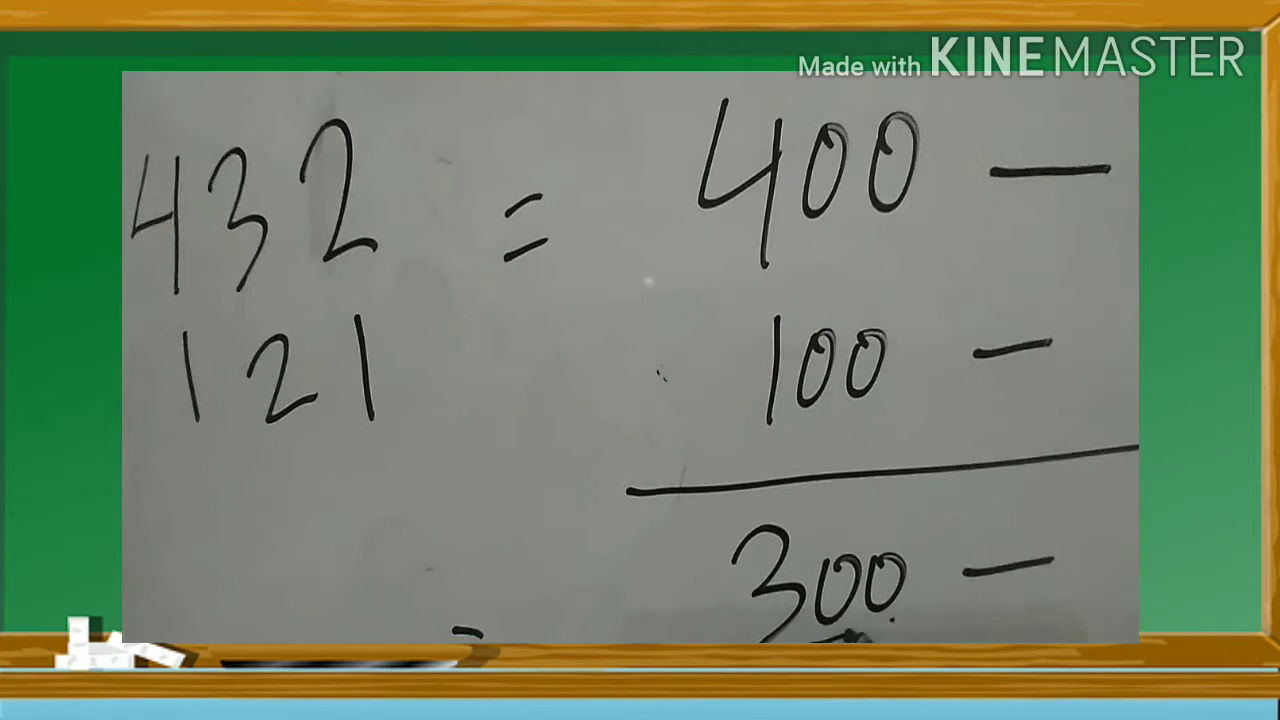 Made with KINEMASTER
432 = 400 —
121 100 —
300 —
=